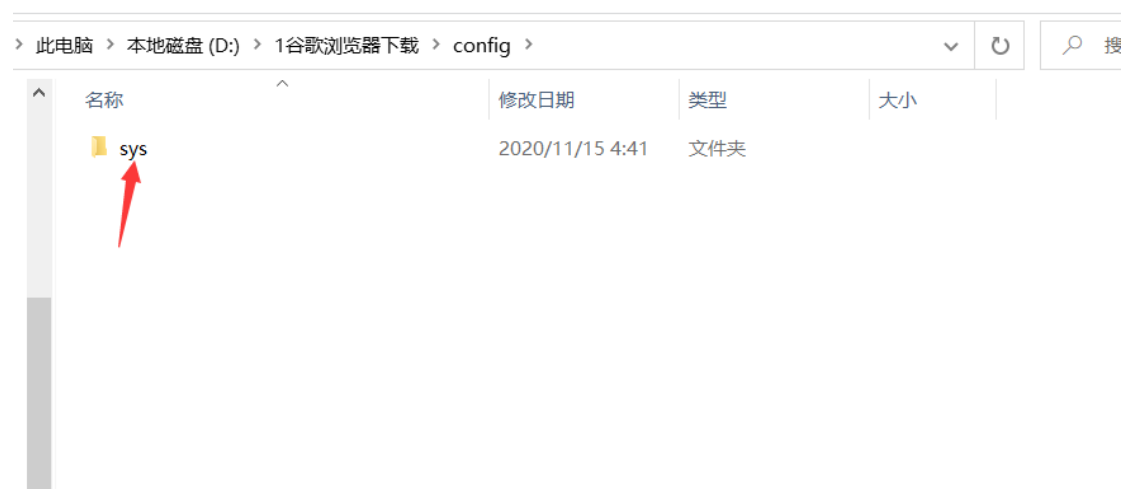 此电脑 > 本地磁盘 (D:) > 1谷歌浏览器下载 > config >
搜
名称 修改日期 类型 大小
sys 2020/11/15 4:41 文件夹